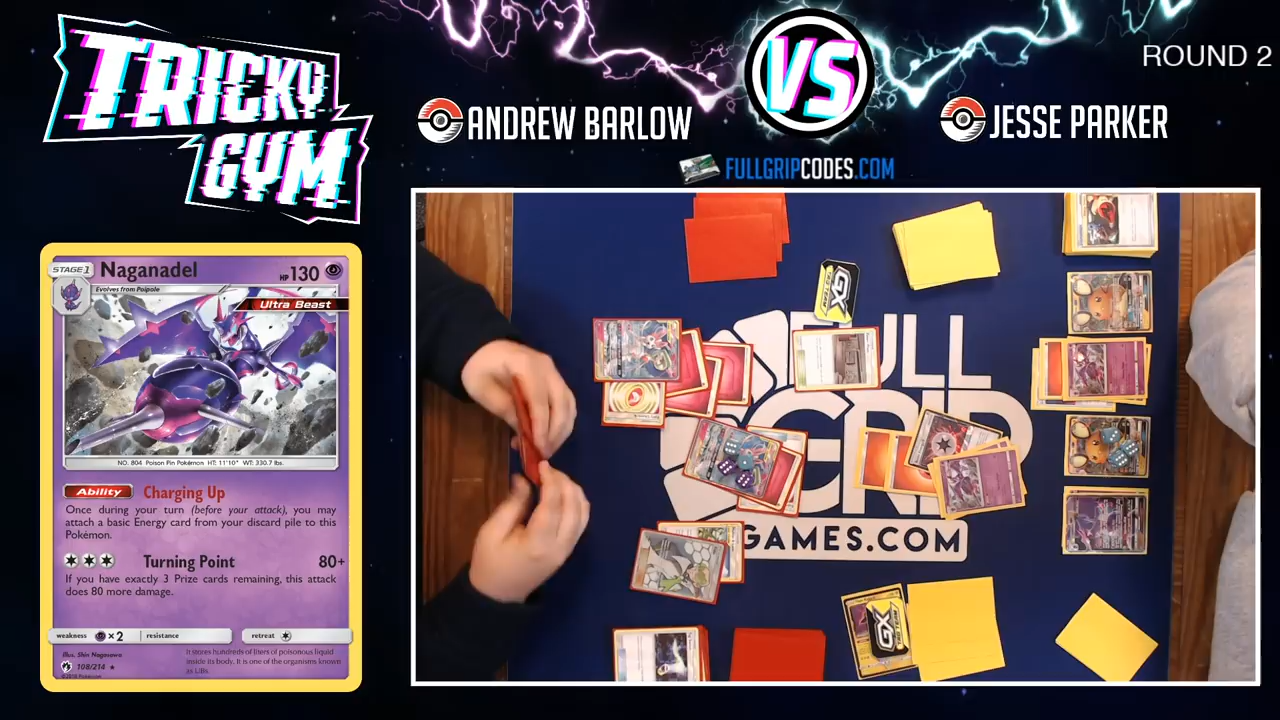 TRICKY
GYM
ANDREW BARLOW
VS
JESSE PARKER
ROUND 2
FULLGRIPCODES.COM
STAGE 1
Naganadel
HP 130
Evolves from Poipole
Ultra Beast
NO. 804 Poison Pin Pokémon HT: 11'10" WT: 330.7 lbs.
Ability Charging Up
Once during your turn (before your attack), you may
attach a basic Energy card from your discard pile to this
Pokémon.
Turning Point 80+
If you have exactly 3 Prize cards remaining, this attack
does 80 more damage.
weakness ×2 resistance retreat
Illus. Shin Nagasawa
108/214
It stores hundreds of liters of poisonous liquid
inside its body. It is one of the organisms known
as UBs.
GX
FULL
GRIP
GAMES.COM
GX